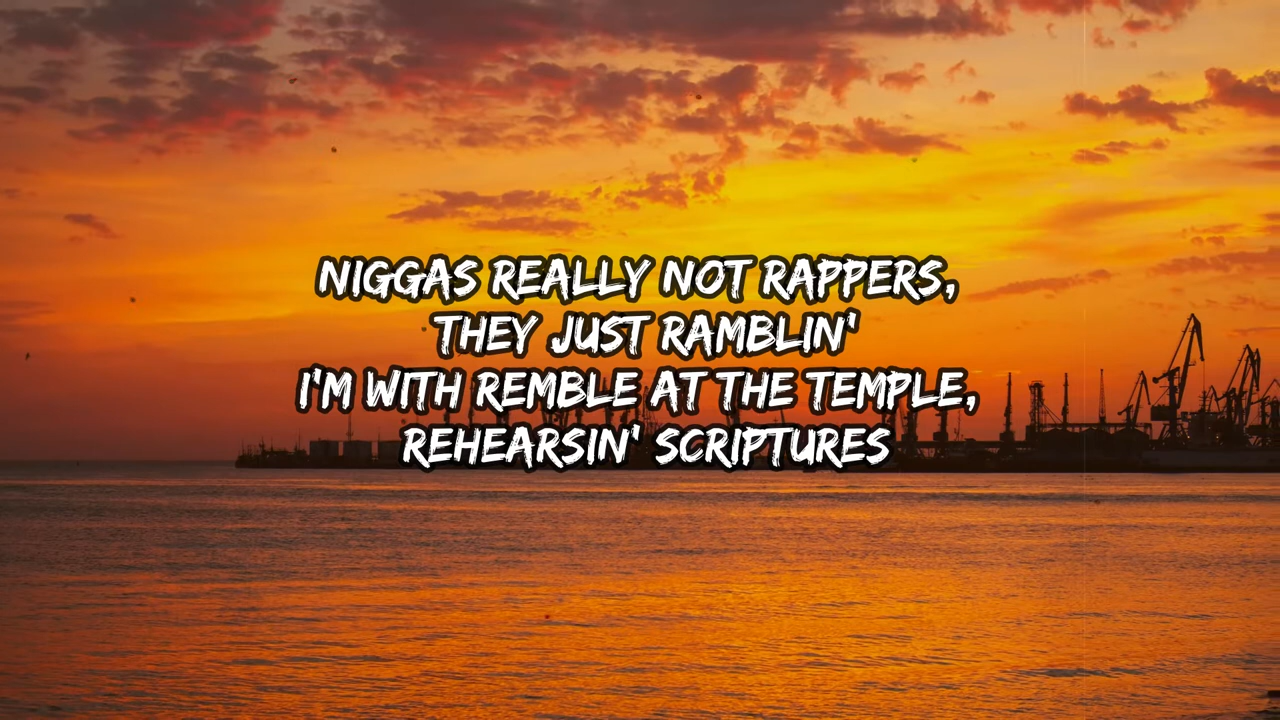 NIGGAS REALLY NOT RAPPERS,
THEY JUST RAMBLIN'
I'M WITH REMBLE AT THE TEMPLE,
REHEARSIN' SCRIPTURES